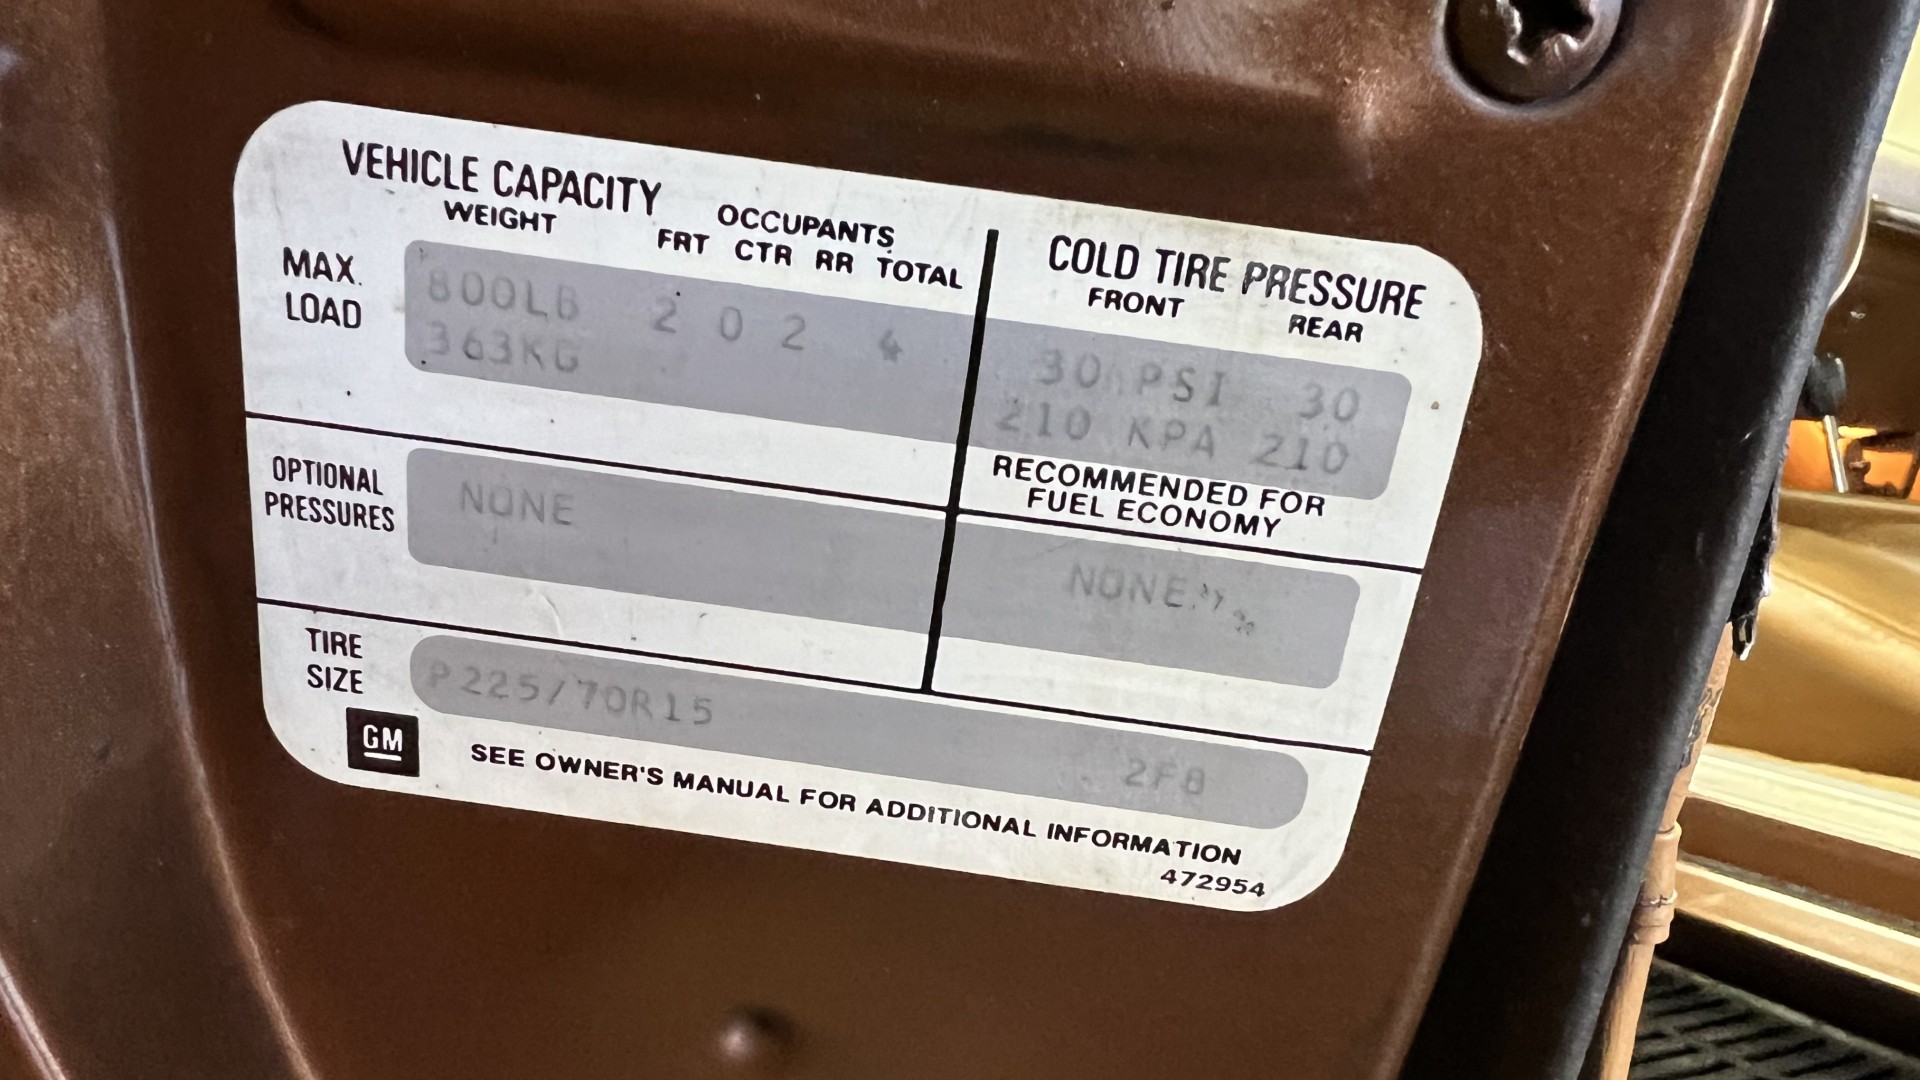 VEHICLE CAPACITY
WEIGHT
OCCUPANTS
FRT CTR RR TOTAL
MAX.
LOAD
800LB 2 0 2 4
363KG
COLD TIRE PRESSURE
FRONT REAR
30 PSI 30
210 KPA 210
RECOMMENDED FOR
FUEL ECONOMY
OPTIONAL
PRESSURES
NONE
NONE
TIRE
SIZE
P225/70R15
2F8
GM
SEE OWNER'S MANUAL FOR ADDITIONAL INFORMATION
472954